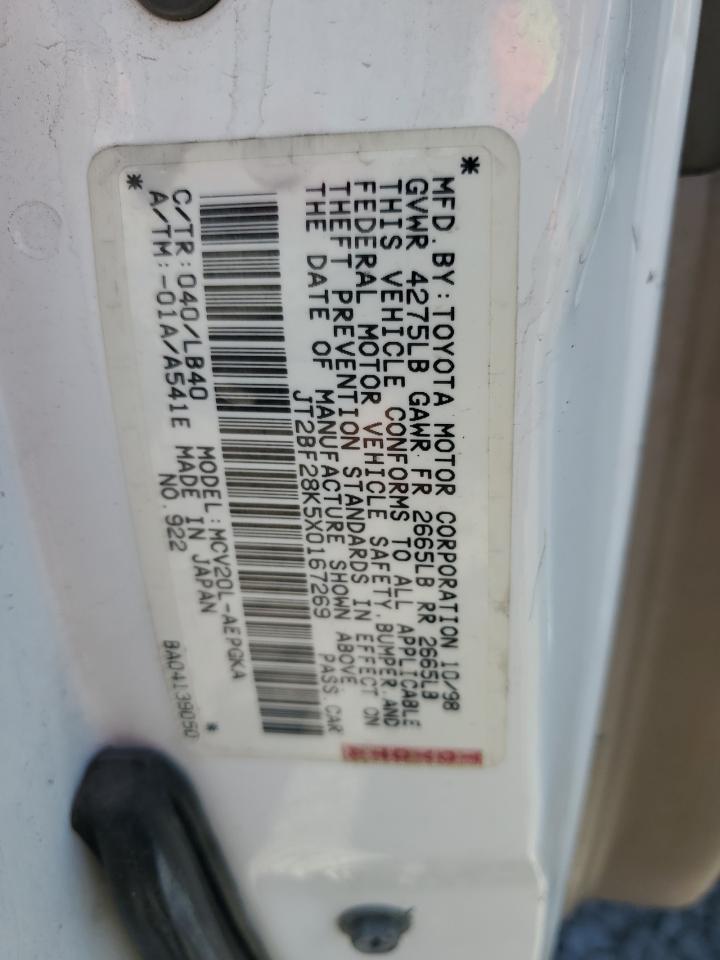 MFD. BY: TOYOTA MOTOR CORPORATION 10/98
GVWR 4275LB GAWR FR 2665LB RR 2665LB
THIS VEHICLE CONFORMS TO ALL APPLICABLE
FEDERAL MOTOR VEHICLE SAFETY, BUMPER, AND
THEFT PREVENTION STANDARDS IN EFFECT ON
THE DATE OF MANUFACTURE SHOWN ABOVE.
JT2BF28K5X0167269 PASS CAR
* *
C/TR:040/LB40 MODEL:MCV20L-AEPGKA
A/TM:-01A/A541E MADE IN JAPAN
NO.922 BA04139050
*